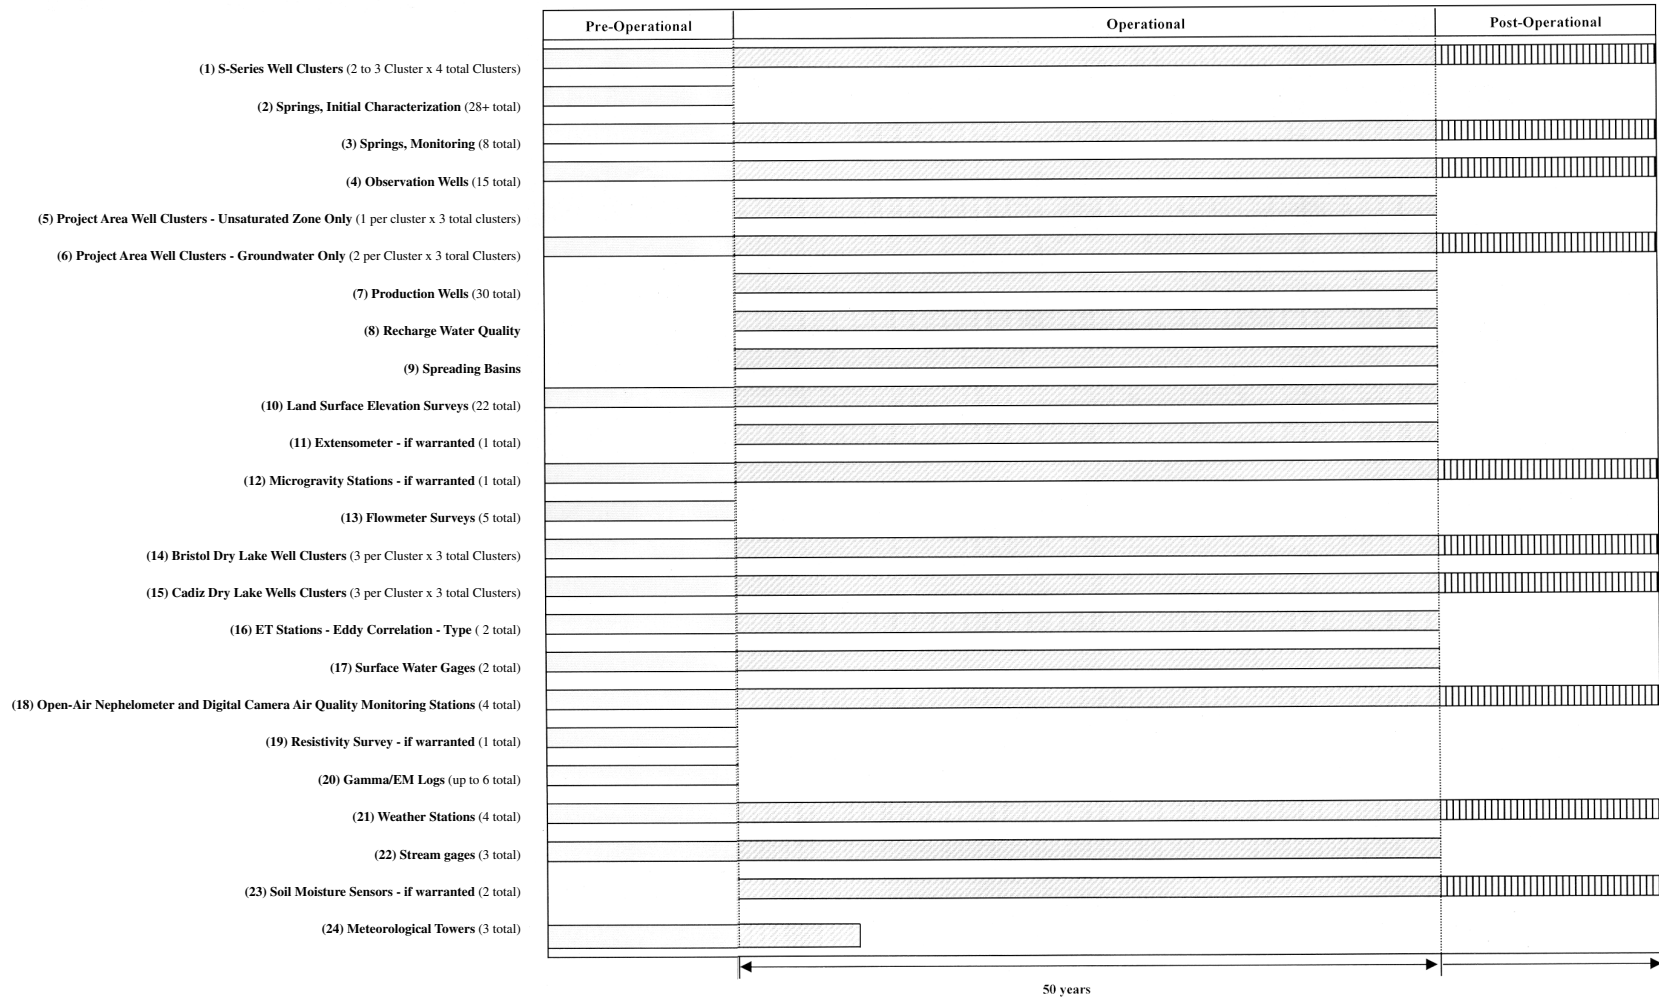 Pre-Operational Operational Post-Operational
(1) S-Series Well Clusters (2 to 3 Cluster x 4 total Clusters)
(2) Springs, Initial Characterization (28+ total)
(3) Springs, Monitoring (8 total)
(4) Observation Wells (15 total)
(5) Project Area Well Clusters - Unsaturated Zone Only (1 per cluster x 3 total clusters)
(6) Project Area Well Clusters - Groundwater Only (2 per Cluster x 3 toral Clusters)
(7) Production Wells (30 total)
(8) Recharge Water Quality
(9) Spreading Basins
(10) Land Surface Elevation Surveys (22 total)
(11) Extensometer - if warranted (1 total)
(12) Microgravity Stations - if warranted (1 total)
(13) Flowmeter Surveys (5 total)
(14) Bristol Dry Lake Well Clusters (3 per Cluster x 3 total Clusters)
(15) Cadiz Dry Lake Wells Clusters (3 per Cluster x 3 total Clusters)
(16) ET Stations - Eddy Correlation - Type ( 2 total)
(17) Surface Water Gages (2 total)
(18) Open-Air Nephelometer and Digital Camera Air Quality Monitoring Stations (4 total)
(19) Resistivity Survey - if warranted (1 total)
(20) Gamma/EM Logs (up to 6 total)
(21) Weather Stations (4 total)
(22) Stream gages (3 total)
(23) Soil Moisture Sensors - if warranted (2 total)
(24) Meteorological Towers (3 total)
50 years